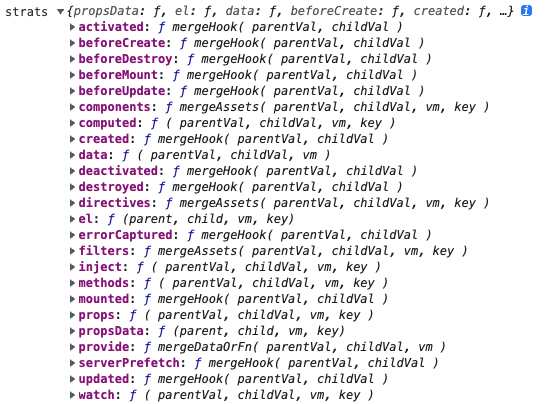 strats ▼{propsData: ƒ, el: ƒ, data: ƒ, beforeCreate: ƒ, created: ƒ, …} i
▶activated: ƒ mergeHook( parentVal, childVal )
▶beforeCreate: ƒ mergeHook( parentVal, childVal )
▶beforeDestroy: ƒ mergeHook( parentVal, childVal )
▶beforeMount: ƒ mergeHook( parentVal, childVal )
▶beforeUpdate: ƒ mergeHook( parentVal, childVal )
▶components: ƒ mergeAssets( parentVal, childVal, vm, key )
▶computed: ƒ ( parentVal, childVal, vm, key )
▶created: ƒ mergeHook( parentVal, childVal )
▶data: ƒ ( parentVal, childVal, vm )
▶deactivated: ƒ mergeHook( parentVal, childVal )
▶destroyed: ƒ mergeHook( parentVal, childVal )
▶directives: ƒ mergeAssets( parentVal, childVal, vm, key )
▶el: ƒ (parent, child, vm, key)
▶errorCaptured: ƒ mergeHook( parentVal, childVal )
▶filters: ƒ mergeAssets( parentVal, childVal, vm, key )
▶inject: ƒ ( parentVal, childVal, vm, key )
▶methods: ƒ ( parentVal, childVal, vm, key )
▶mounted: ƒ mergeHook( parentVal, childVal )
▶props: ƒ ( parentVal, childVal, vm, key )
▶propsData: ƒ (parent, child, vm, key)
▶provide: ƒ mergeDataOrFn( parentVal, childVal, vm )
▶serverPrefetch: ƒ mergeHook( parentVal, childVal )
▶updated: ƒ mergeHook( parentVal, childVal )
▶watch: ƒ ( parentVal, childVal, vm, key )